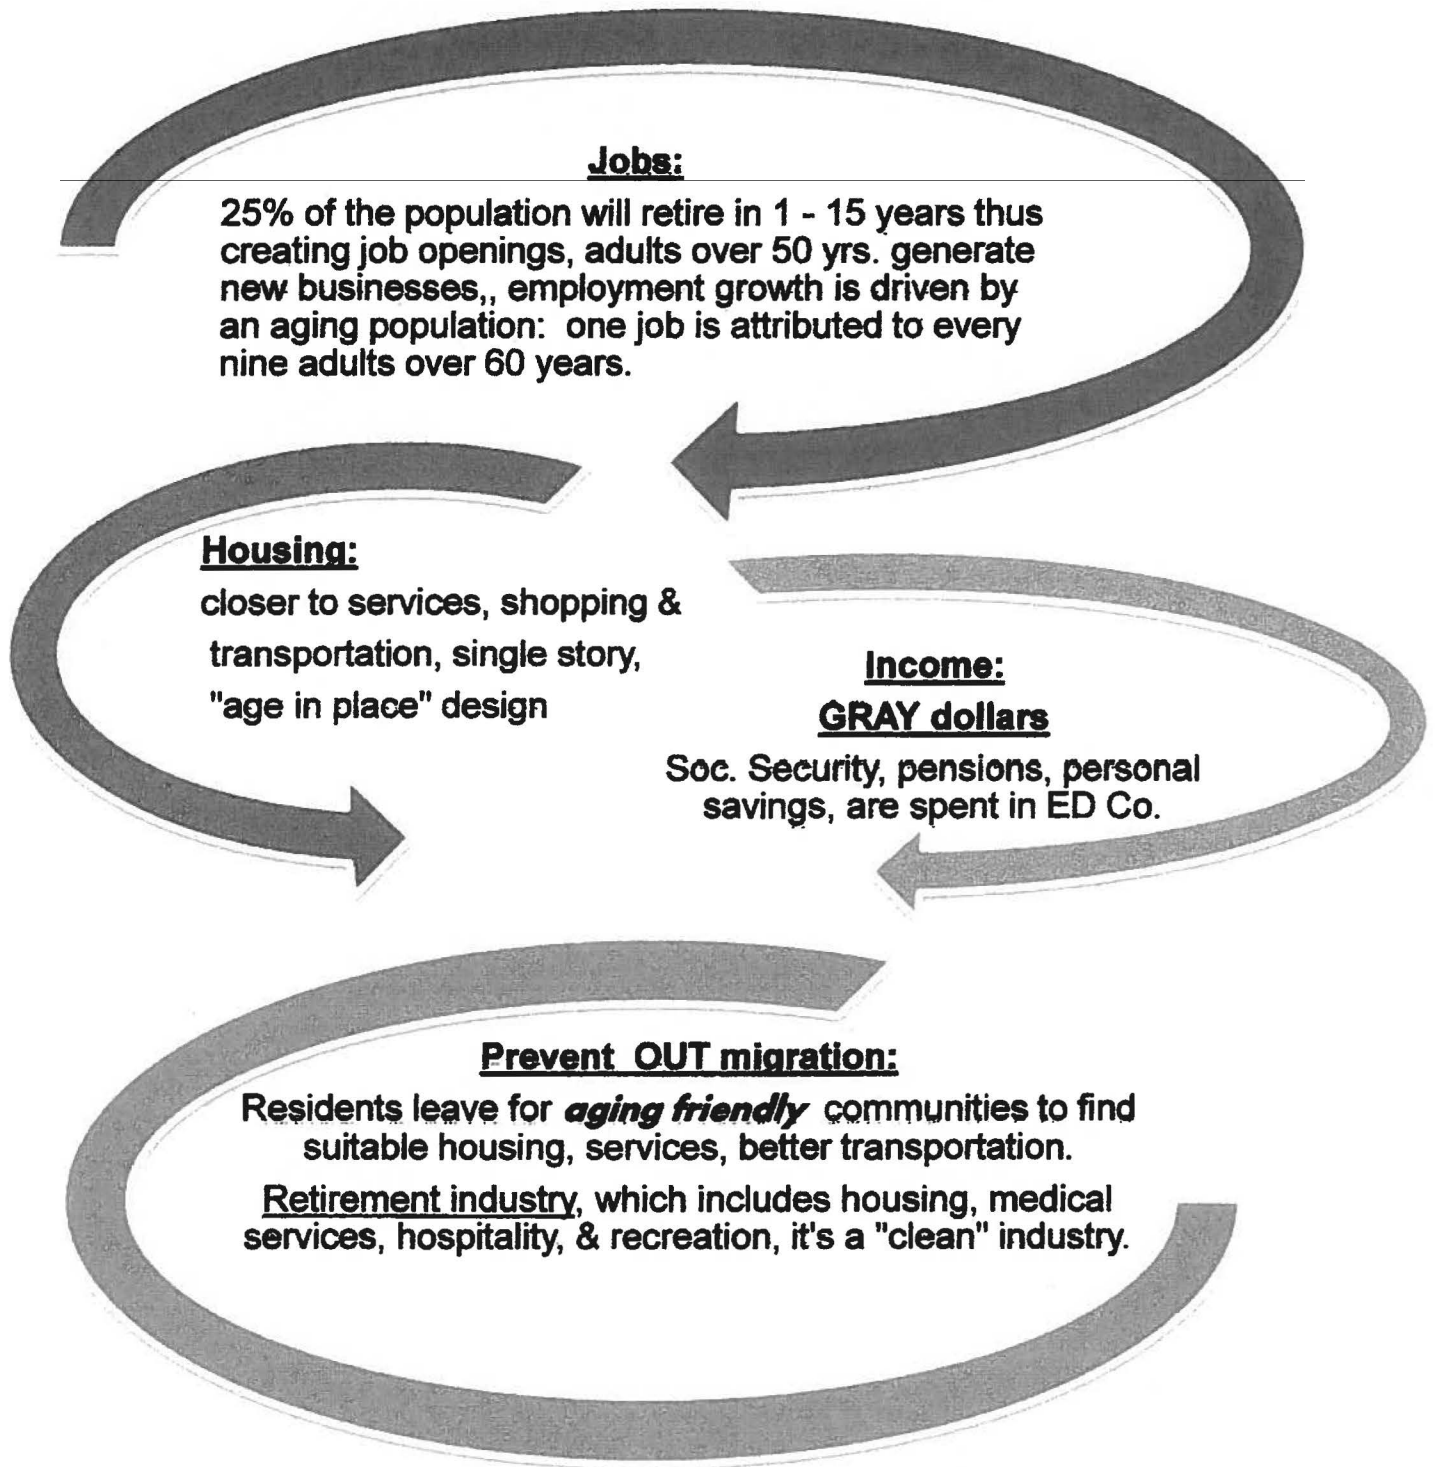 Jobs:
25% of the population will retire in 1 - 15 years thus
creating job openings, adults over 50 yrs. generate
new businesses,, employment growth is driven by
an aging population: one job is attributed to every
nine adults over 60 years.
Housing:
closer to services, shopping &
transportation, single story,
"age in place" design
Income:
GRAY dollars
Soc. Security, pensions, personal
savings, are spent in ED Co.
Prevent OUT migration:
Residents leave for aging friendly communities to find
suitable housing, services, better transportation.
Retirement industry, which includes housing, medical
services, hospitality, & recreation, it's a "clean" industry.